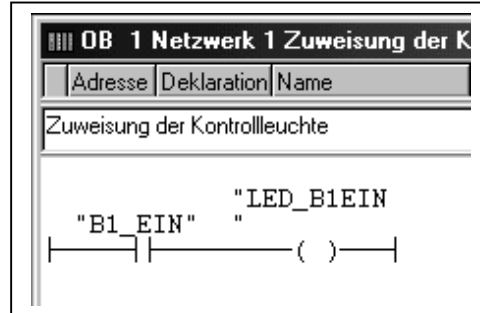 OB 1 Netzwerk 1 Zuweisung der K
Adresse Deklaration Name
Zuweisung der Kontrollleuchte
"LED_B1EIN
"B1_EIN" "
( )